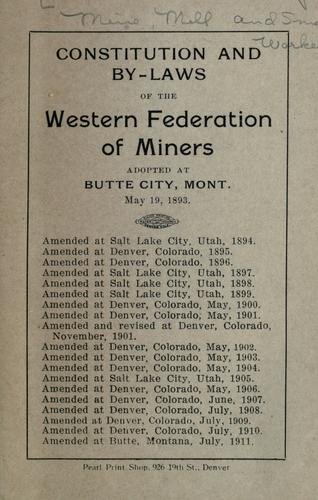 Mine, Mill and Sme
Worke
CONSTITUTION AND
BY-LAWS
OF THE
Western Federation
of Miners
ADOPTED AT
BUTTE CITY, MONT.
May 19, 1893.
Amended at Salt Lake City, Utah, 1894.
Amended at Denver, Colorado, 1895.
Amended at Denver, Colorado, 1896.
Amended at Salt Lake City, Utah, 1897.
Amended at Salt Lake City, Utah, 1898.
Amended at Salt Lake City, Utah, 1899.
Amended at Denver, Colorado, May, 1900.
Amended at Denver, Colorado, May, 1901.
Amended and revised at Denver, Colorado,
November, 1901.
Amended at Denver, Colorado, May, 1902.
Amended at Denver, Colorado, May, 1903.
Amended at Denver, Colorado, May, 1904.
Amended at Salt Lake City, Utah, 1905.
Amended at Denver, Colorado, May, 1906.
Amended at Denver, Colorado, June, 1907.
Amended at Denver, Colorado, July, 1908.
Amended at Denver, Colorado, July, 1909.
Amended at Denver, Colorado, July, 1910.
Amended at Butte, Montana, July, 1911.
Pearl Print Shop, 926 19th St., Denver